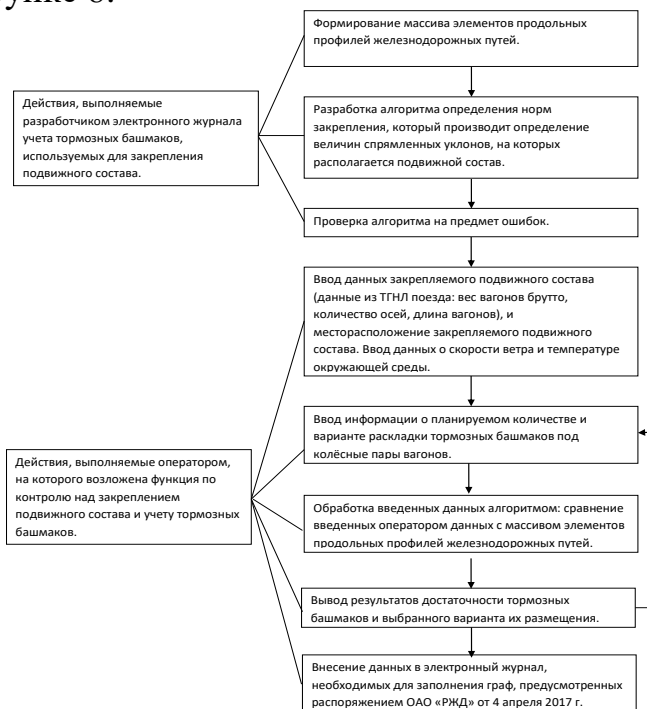 Формирование массива элементов продольных
профилей железнодорожных путей.
Действия, выполняемые
разработчиком электронного журнала
учета тормозных башмаков,
используемых для закрепления
подвижного состава.
Разработка алгоритма определения норм
закрепления, который производит определение
величин спрямленных уклонов, на которых
располагается подвижной состав.
Проверка алгоритма на предмет ошибок.
Ввод данных закрепляемого подвижного состава
(данные из ТГНЛ поезда: вес вагонов брутто,
количество осей, длина вагонов), и
месторасположение закрепляемого подвижного
состава. Ввод данных о скорости ветра и температуре
окружающей среды.
Ввод информации о планируемом количестве и
варианте раскладки тормозных башмаков под
колёсные пары вагонов.
Действия, выполняемые оператором,
на которого возложена функция по
контролю над закреплением
подвижного состава и учету тормозных
башмаков.
Обработка введенных данных алгоритмом: сравнение
введенных оператором данных с массивом элементов
продольных профилей железнодорожных путей.
Вывод результатов достаточности тормозных
башмаков и выбранного варианта их размещения.
Внесение данных в электронный журнал,
необходимых для заполнения граф, предусмотренных
распоряжением ОАО «РЖД» от 4 апреля 2017 г.